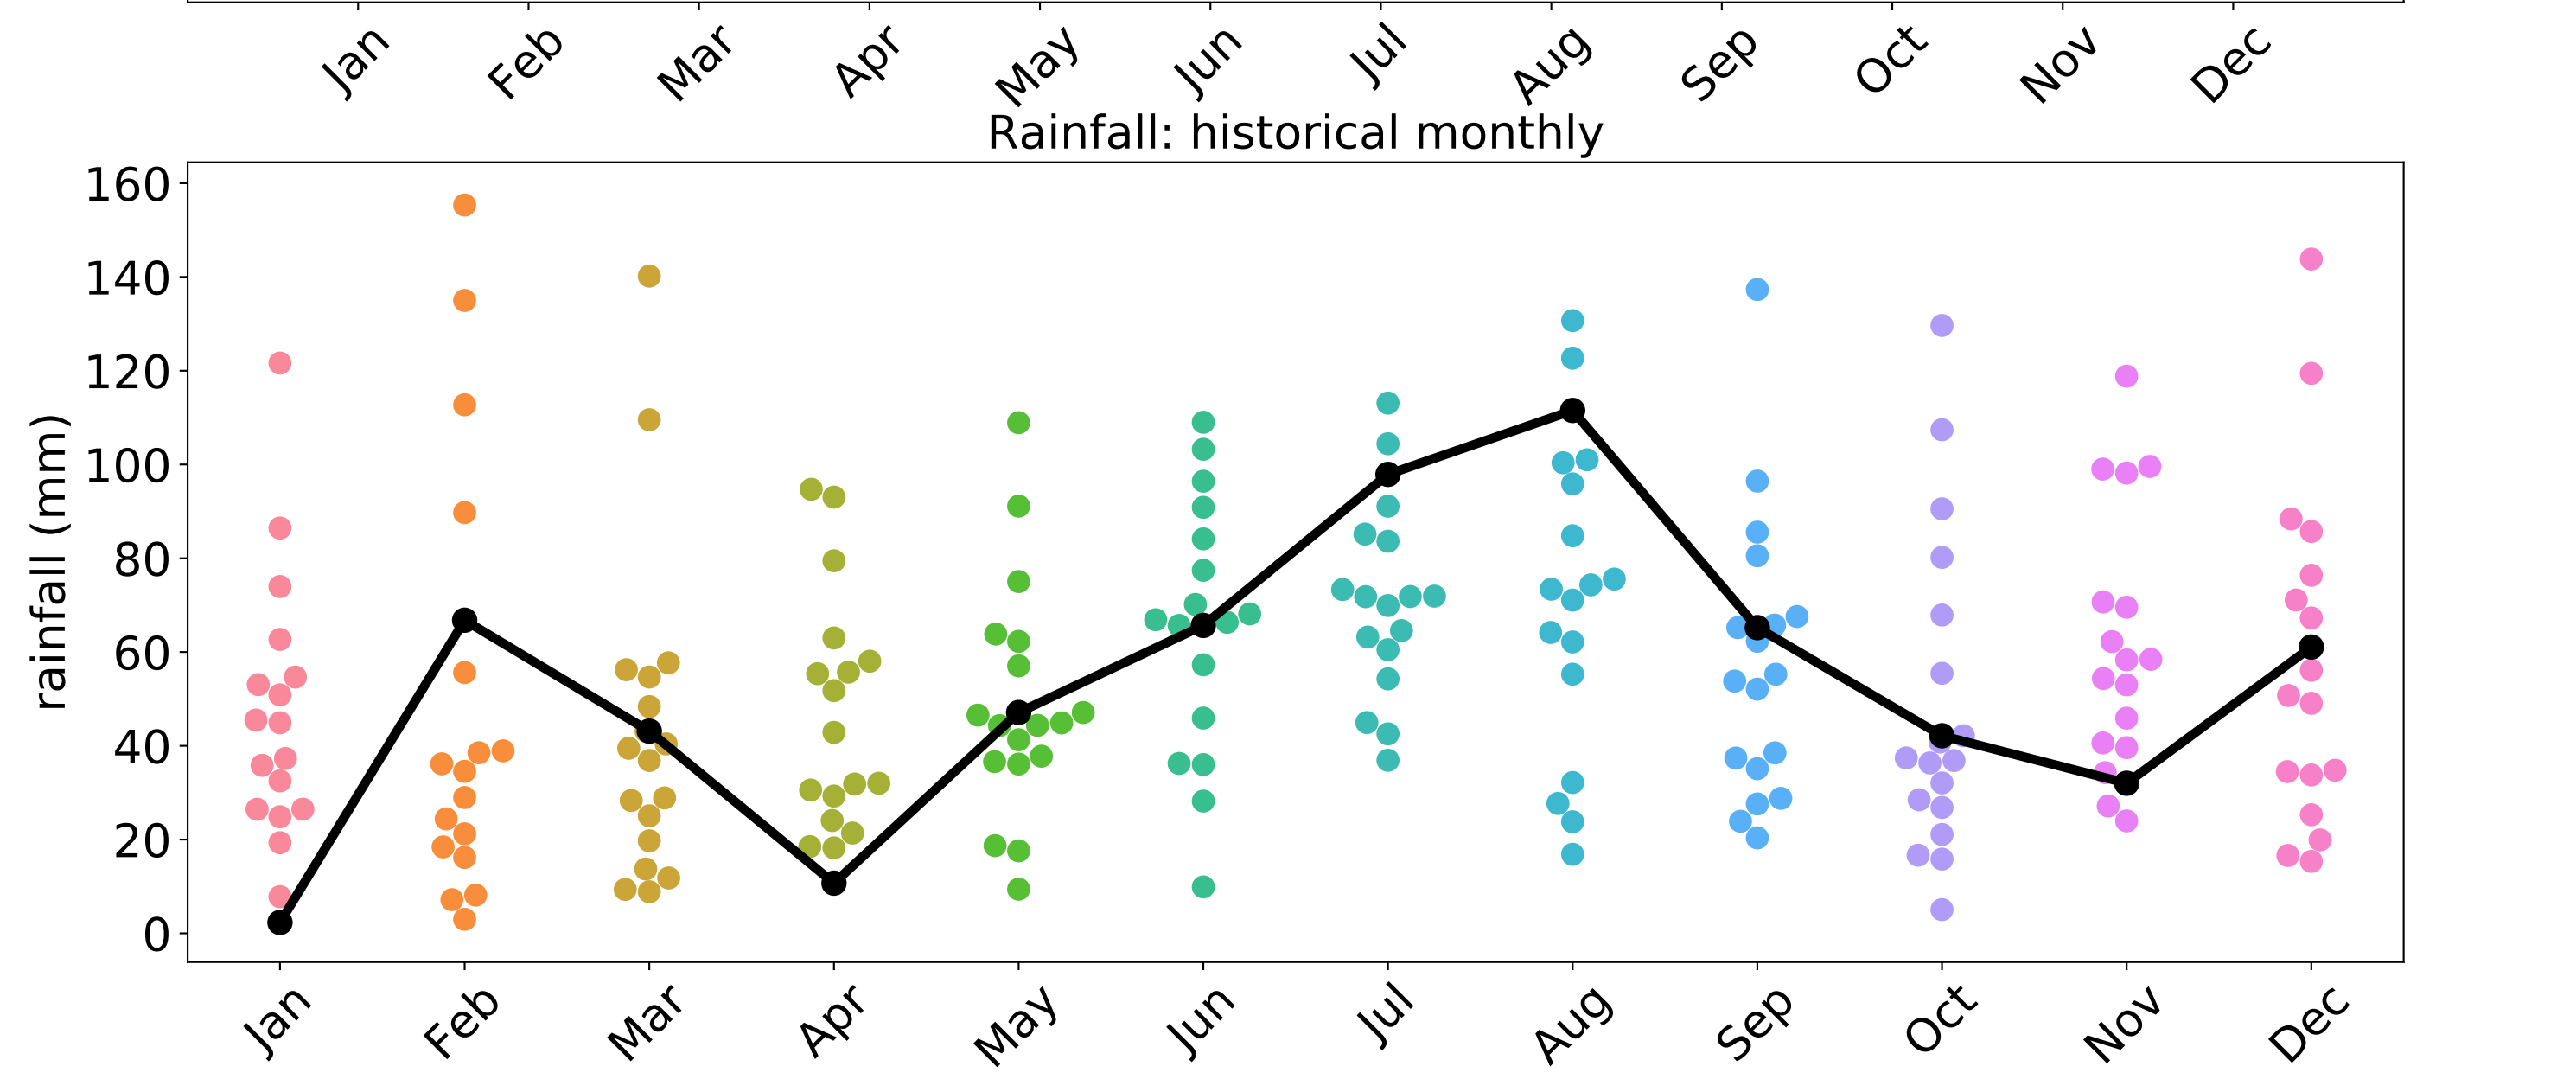 Jan Feb Mar Apr May Jun Jul Aug Sep Oct Nov Dec
Rainfall: historical monthly
160
140
120
100
80
60
40
20
0
rainfall (mm)
Jan Feb Mar Apr May Jun Jul Aug Sep Oct Nov Dec